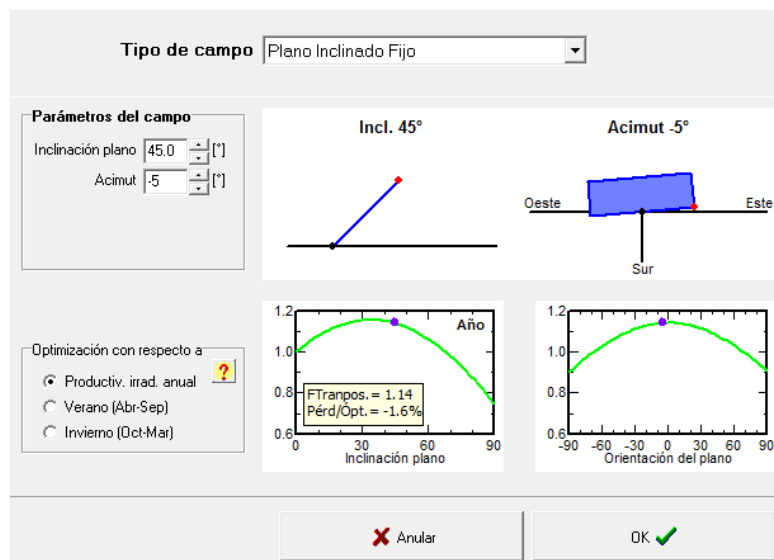 Tipo de campo Plano Inclinado Fijo
Parámetros del campo
Inclinación plano 45.0 [°]
Acimut -5 [°]
Incl. 45°
Acimut -5°
Oeste Este
Sur
Optimización con respecto a
Productiv. irrad. anual ?
Verano (Abr-Sep)
Invierno (Oct-Mar)
1.2
1.0
0.8
0.6
Año
FTranpos.= 1.14
Pérd/Ópt.= -1.6%
0 30 60 90
Inclinación plano
1.2
1.0
0.8
0.6
-90 -60 -30 0 30 60 90
Orientación del plano
Anular
OK